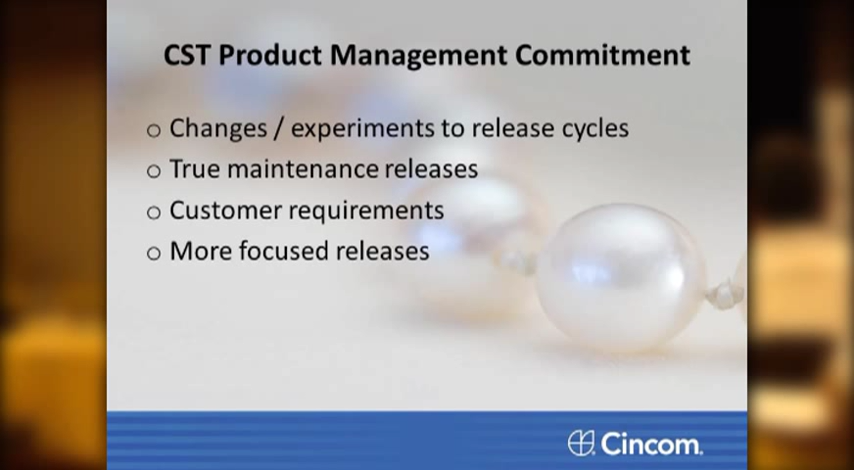 CST Product Management Commitment
o Changes / experiments to release cycles
o True maintenance releases
o Customer requirements
o More focused releases
Cincom.